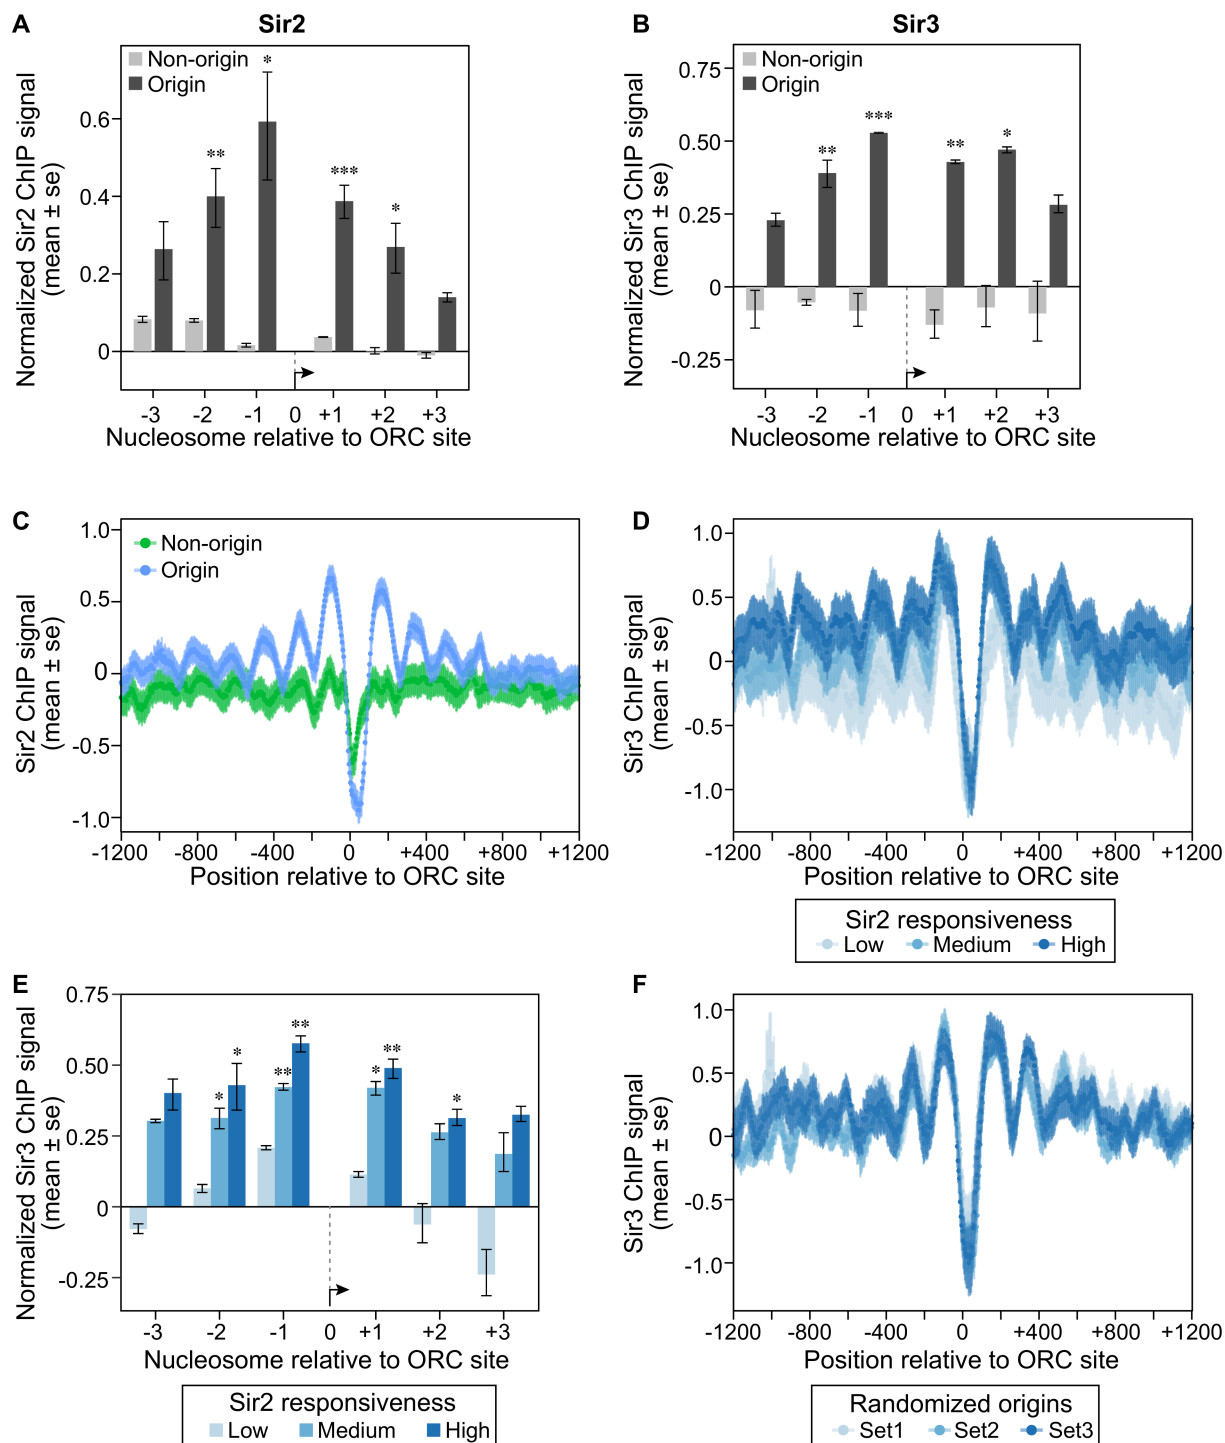 A
Sir2
Normalized Sir2 ChIP signal
(mean ± se)
Non-origin
Origin
0.6
0.4
0.2
0
*
**
***
*
-3 -2 -1 0 +1 +2 +3
Nucleosome relative to ORC site
B
Sir3
Normalized Sir3 ChIP signal
(mean ± se)
Non-origin
Origin
0.75
0.50
0.25
0
-0.25
***
**
**
*
-3 -2 -1 0 +1 +2 +3
Nucleosome relative to ORC site
C
Sir2 ChIP signal
(mean ± se)
Non-origin
Origin
1.0
0.5
0
-0.5
-1.0
-1200 -800 -400 0 +400 +800 +1200
Position relative to ORC site
D
Sir3 ChIP signal
(mean ± se)
1.0
0.5
0
-0.5
-1.0
-1200 -800 -400 0 +400 +800 +1200
Position relative to ORC site
Sir2 responsiveness
Low Medium High
E
Normalized Sir3 ChIP signal
(mean ± se)
0.75
0.50
0.25
0
-0.25
**
* *
**
* **
*
-3 -2 -1 0 +1 +2 +3
Nucleosome relative to ORC site
Sir2 responsiveness
Low Medium High
F
Sir3 ChIP signal
(mean ± se)
1.0
0.5
0
-0.5
-1.0
-1200 -800 -400 0 +400 +800 +1200
Position relative to ORC site
Randomized origins
Set1 Set2 Set3